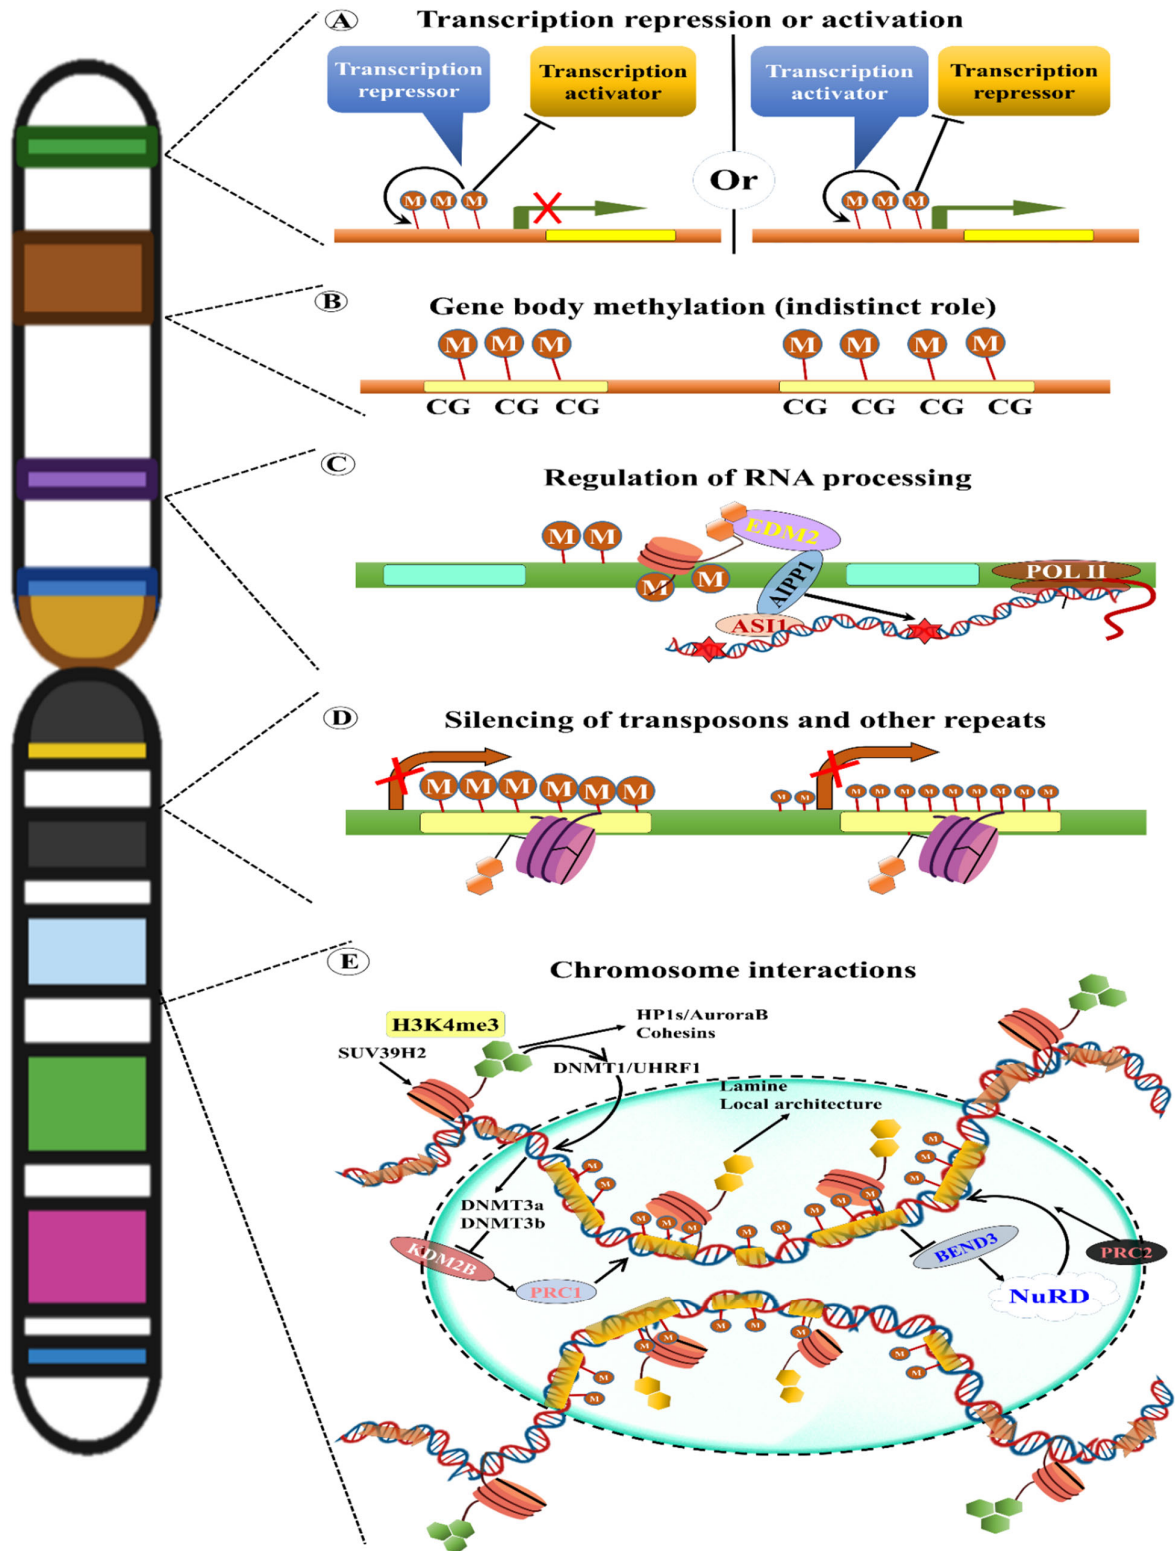 A Transcription repression or activation
Transcription
repressor
Transcription
activator
Transcription
activator
Transcription
repressor
Or
M M M
M M M
B Gene body methylation (indistinct role)
M M M M M M M
CG CG CG CG CG CG CG
C Regulation of RNA processing
M M
EDM2
M M
AIPP1
POL II
ASI1
D Silencing of transposons and other repeats
M M M M M M
M M M M M M M M M M
E Chromosome interactions
H3K4me3
HP1s/AuroraB
Cohesins
SUV39H2
DNMT1/UHRF1
Lamine
Local architecture
M M M M
M M M M M M M M M M M M
DNMT3a
DNMT3b
KDM2B
PRC1
BEND3
PRC2
NuRD
M M M M M M M M